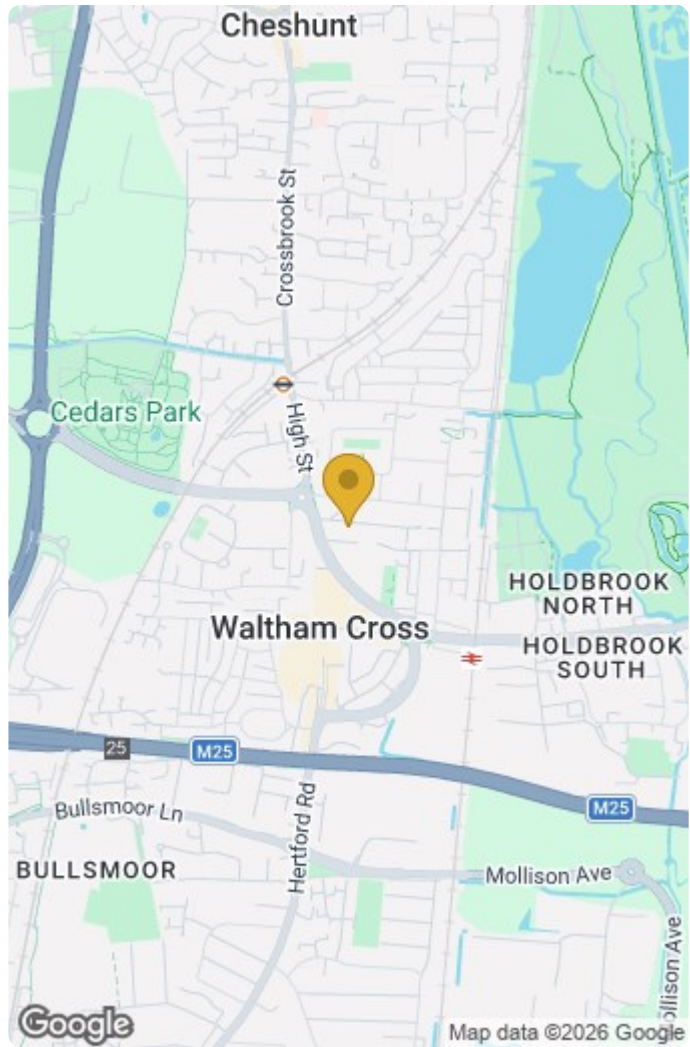 Cheshunt
Crossbrook St
Cedars Park
High St
HOLDBROOK
NORTH
Waltham Cross
HOLDBROOK
SOUTH
25
M25
M25
Bullsmoor Ln
Hertford Rd
BULLSMOOR
Mollison Ave
Mollison Ave
Google
Map data ©2026 Google